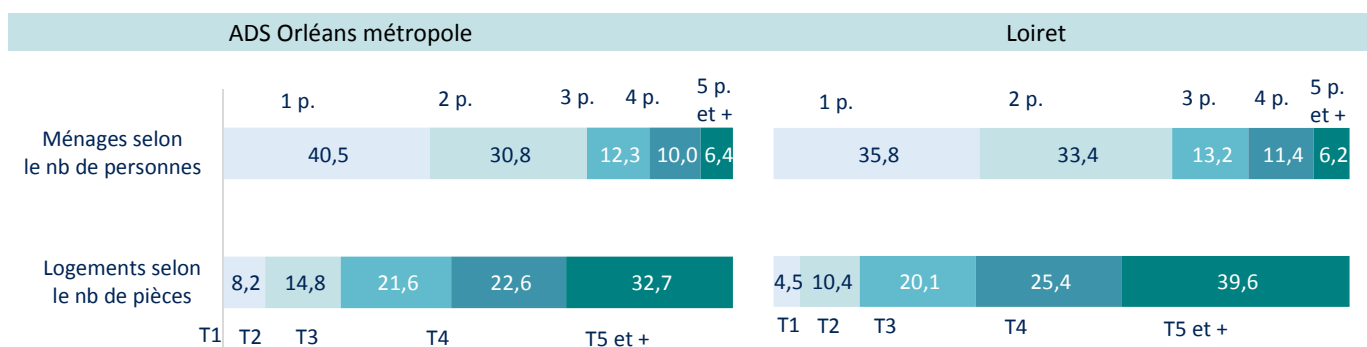 ADS Orléans métropole
Loiret
1 p. 2 p. 3 p. 4 p. 5 p. et +
1 p. 2 p. 3 p. 4 p. 5 p. et +
Ménages selon
le nb de personnes
40,5 30,8 12,3 10,0 6,4
35,8 33,4 13,2 11,4 6,2
Logements selon
le nb de pièces
8,2 14,8 21,6 22,6 32,7
4,5 10,4 20,1 25,4 39,6
T1 T2 T3 T4 T5 et +
T1 T2 T3 T4 T5 et +